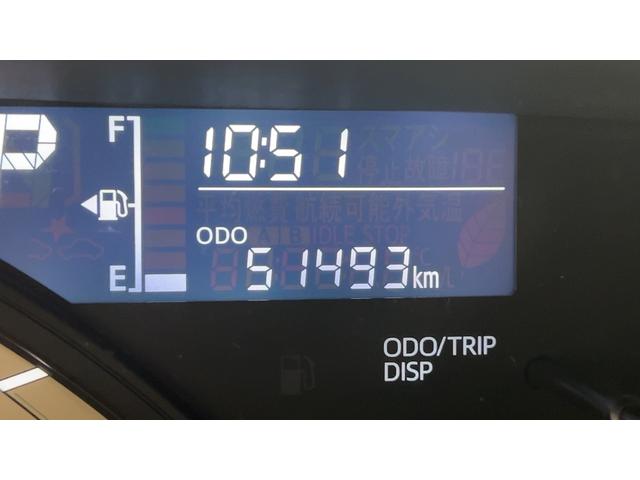 P
F
10:51
スマアシ
停止故障
平均燃費航続可能外気温
ODO
A B IDLE STOP
51493km
E
ODO/TRIP
DISP